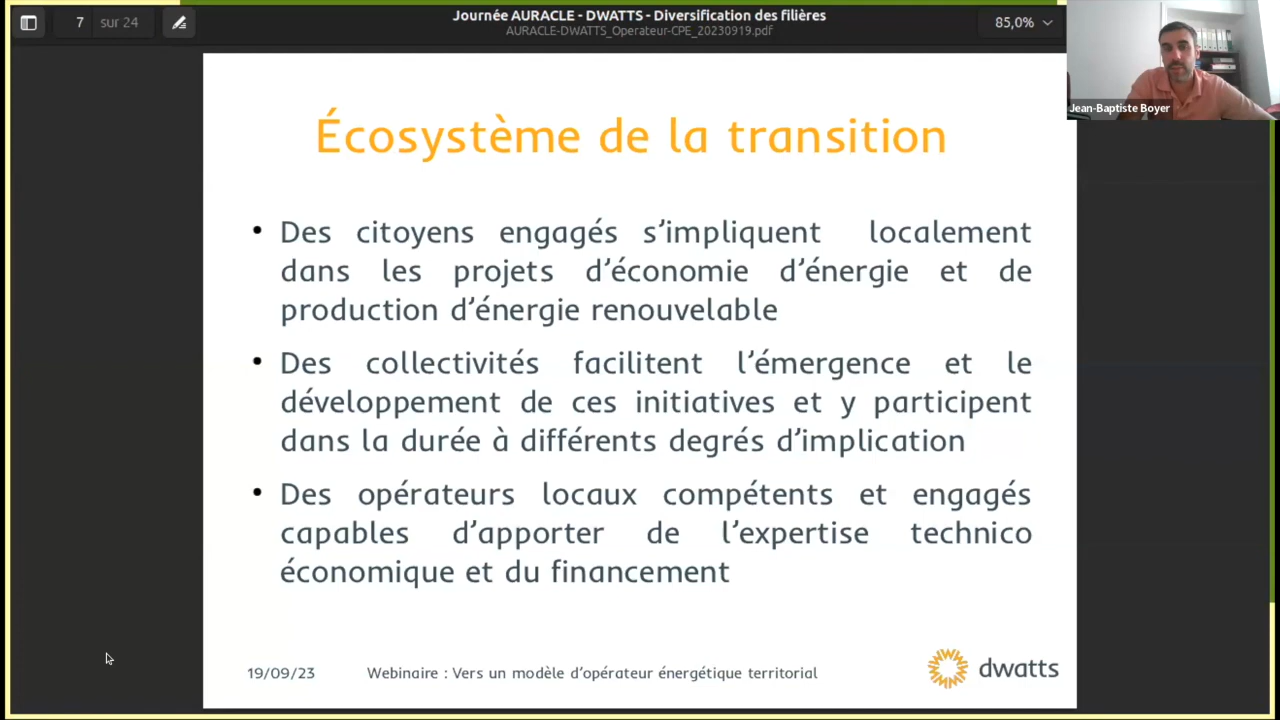 7 sur 24
Journée AURACLE - DWATTS - Diversification des filières
AURACLE-DWATTS_Operateur-CPE_20230919.pdf
85,0%
Jean-Baptiste Boyer
Écosystème de la transition
• Des citoyens engagés s’impliquent localement
dans les projets d’économie d’énergie et de
production d’énergie renouvelable
• Des collectivités facilitent l’émergence et le
développement de ces initiatives et y participent
dans la durée à différents degrés d’implication
• Des opérateurs locaux compétents et engagés
capables d’apporter de l’expertise technico
économique et du financement
19/09/23
Webinaire : Vers un modèle d’opérateur énergétique territorial
dwatts